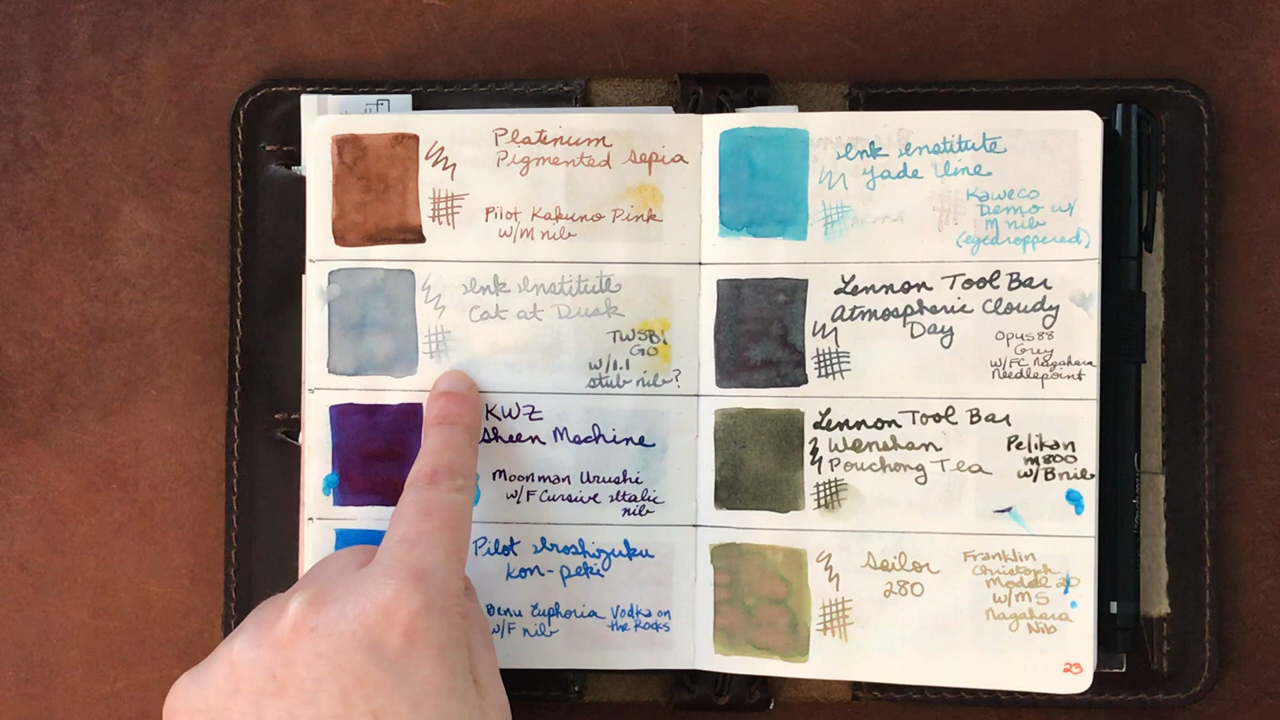 Platinum
Pigmented Sepia
Pilot Kakuno Pink
w/M nib
Ink Institute
Cat at Dusk
TWSBI
GO
w/1.1
stub nib?
KWZ
Sheen Machine
Moonman Urushi
w/F Cursive Italic
nib
Pilot Iroshizuku
kon-peki
Benu Euphoria Vodka on
the Rocks
w/F nib
Ink Institute
Jade Vine
Kaweco
Demo w/
M nib
(eyedroppered)
Lennon Tool Bar
Atmospheric Cloudy
Day
Opus88
Grey
w/FC Nagahara
Needlepoint
Lennon Tool Bar
Wenshan
Pouchong Tea
Pelikan
m800
w/B nib
Sailor
280
Franklin
Christoph
Model 20
w/MS
Nagahara
Nib
23